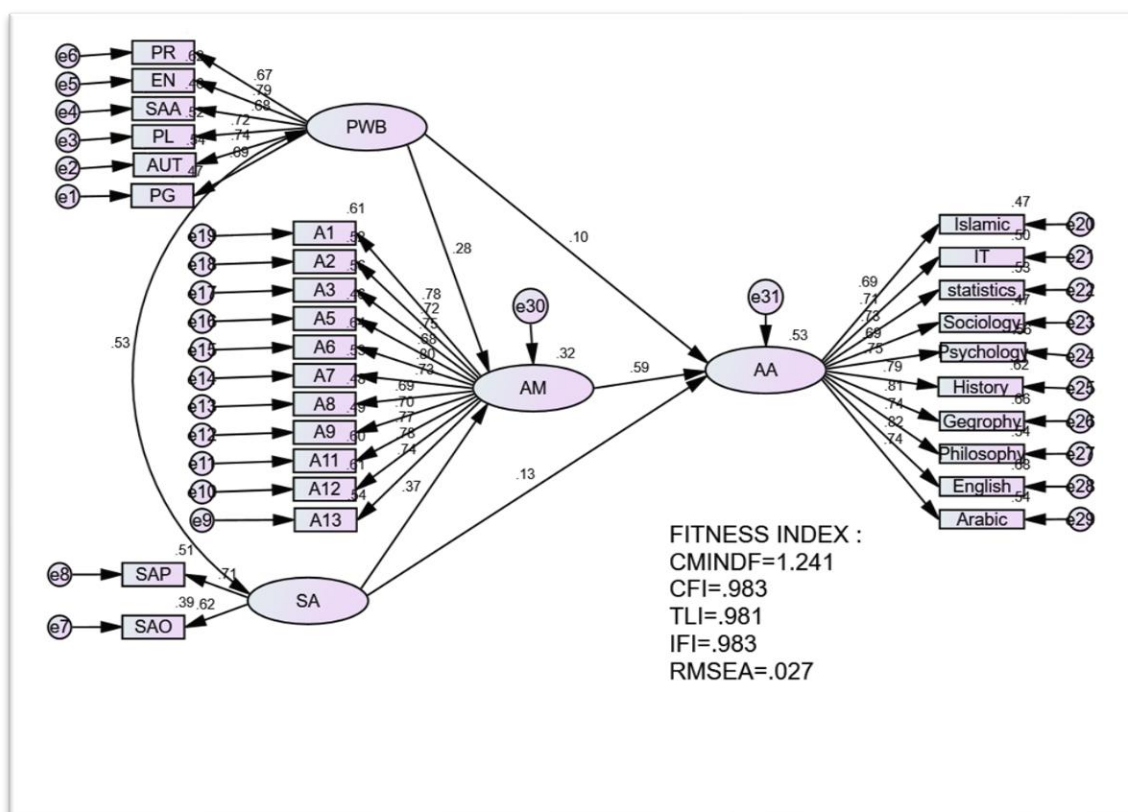 e6 PR
.67
e5 EN
.79
e4 SAA .52
.68
e3 PL .54
.72
e2 AUT .47
.74
e1 PG
.69
PWB
.61
e19 A1
e18 A2
e17 A3
e16 A5
e15 A6
e14 A7
e13 A8
e12 A9
e11 A11 .60
e10 A12 .61
e9 A13 .54
.78
.72
.75
.68
.80
.73
.69
.70
.77
.78
.74
.28
.10
e30
.32
AM
.59
.37
.13
.53
e31
.53
AA
.51
e8 SAP
.71
.39 .62
e7 SAO
SA
.69
.71
.73
.69
.75
.79
.81
.74
.82
.74
.47
Islamic e20
.50
IT e21
.53
statistics e22
.47
Sociology e23
Psychology e24
.62
History e25
.66
Gegrophy e26
.54
Philosophy e27
.68
English e28
.54
Arabic e29
FITNESS INDEX :
CMINDF=1.241
CFI=.983
TLI=.981
IFI=.983
RMSEA=.027